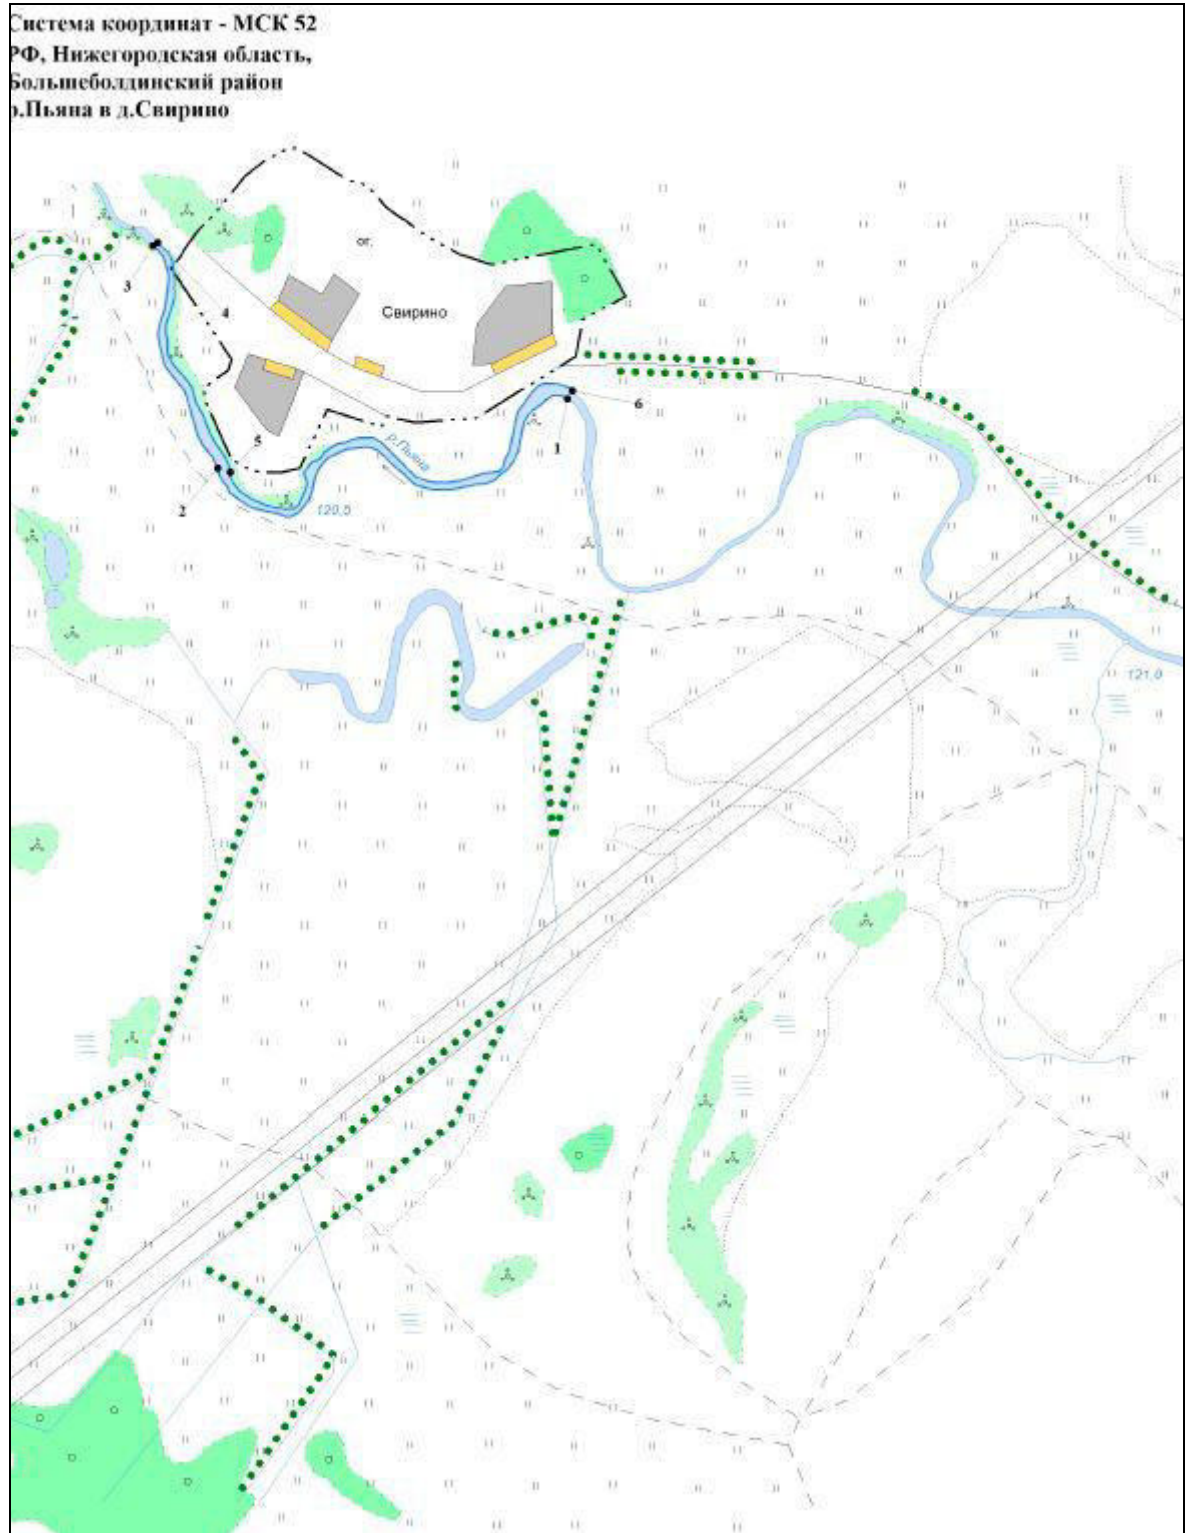 Система координат - МСК 52
РФ, Нижегородская область,
Большеболдинский район
р.Пьяна в д.Свирино
ог.
3
4
Свирино
6
1
5
р.Пьяна
2
120,5
121,0